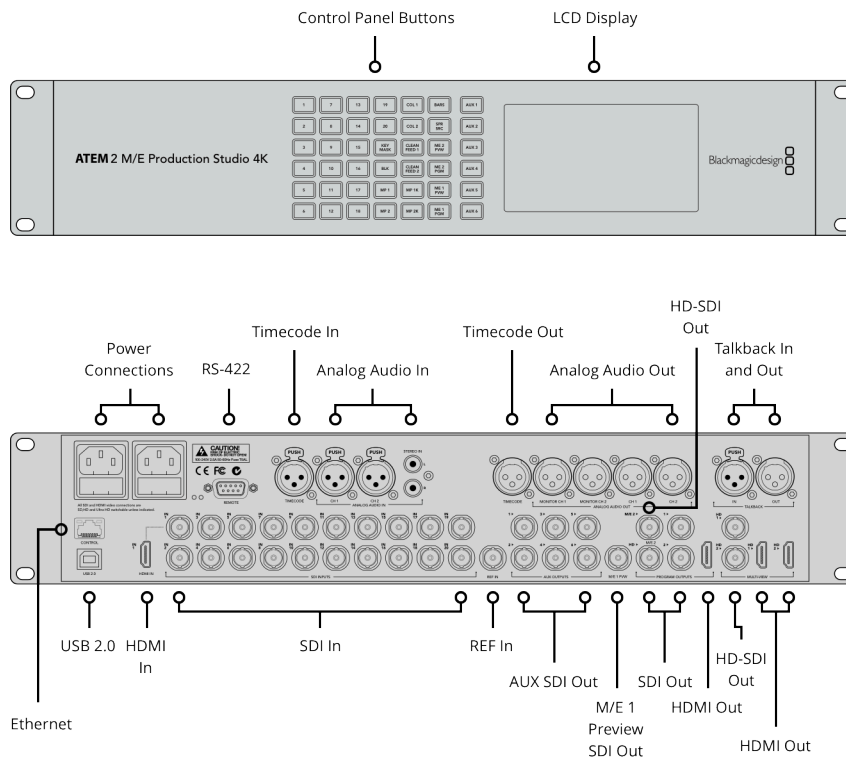 Control Panel Buttons
LCD Display
ATEM 2 M/E Production Studio 4K
1 7 13 19 COL 1 BARS AUX 1
2 8 14 20 COL 2 AUX 2
3 9 15 KEY MASK CLEAN FEED 1 ME 2 PVW AUX 3
4 10 16 BLK CLEAN FEED 2 ME 2 PGM AUX 4
5 11 17 MP 1 MP 1K ME 1 PVW AUX 5
6 12 18 MP 2 MP 2K ME 1 PGM AUX 6
Blackmagicdesign
HD-SDI
Out
Power
Connections
RS-422
Timecode In
Analog Audio In
Timecode Out
Analog Audio Out
Talkback In
and Out
CAUTION!
PUSH PUSH PUSH STEREO IN PUSH
REMOTE
TIMECODE CH 1 CH 2
ANALOG AUDIO IN
TIMECODE MONITOR CH 1 MONITOR CH 2 CH 1 CH 2
ANALOG AUDIO OUT
IN OUT
TALKBACK
CONTROL
USB 2.0
HDMI IN
SDI INPUTS
REF IN
AUX OUTPUTS
M/E 1 PVW
PROGRAM OUTPUTS
MULTI-VIEW
USB 2.0
HDMI
In
SDI In
REF In
AUX SDI Out
M/E 1
Preview
SDI Out
SDI Out
HDMI Out
HD-SDI
Out
HDMI Out
Ethernet